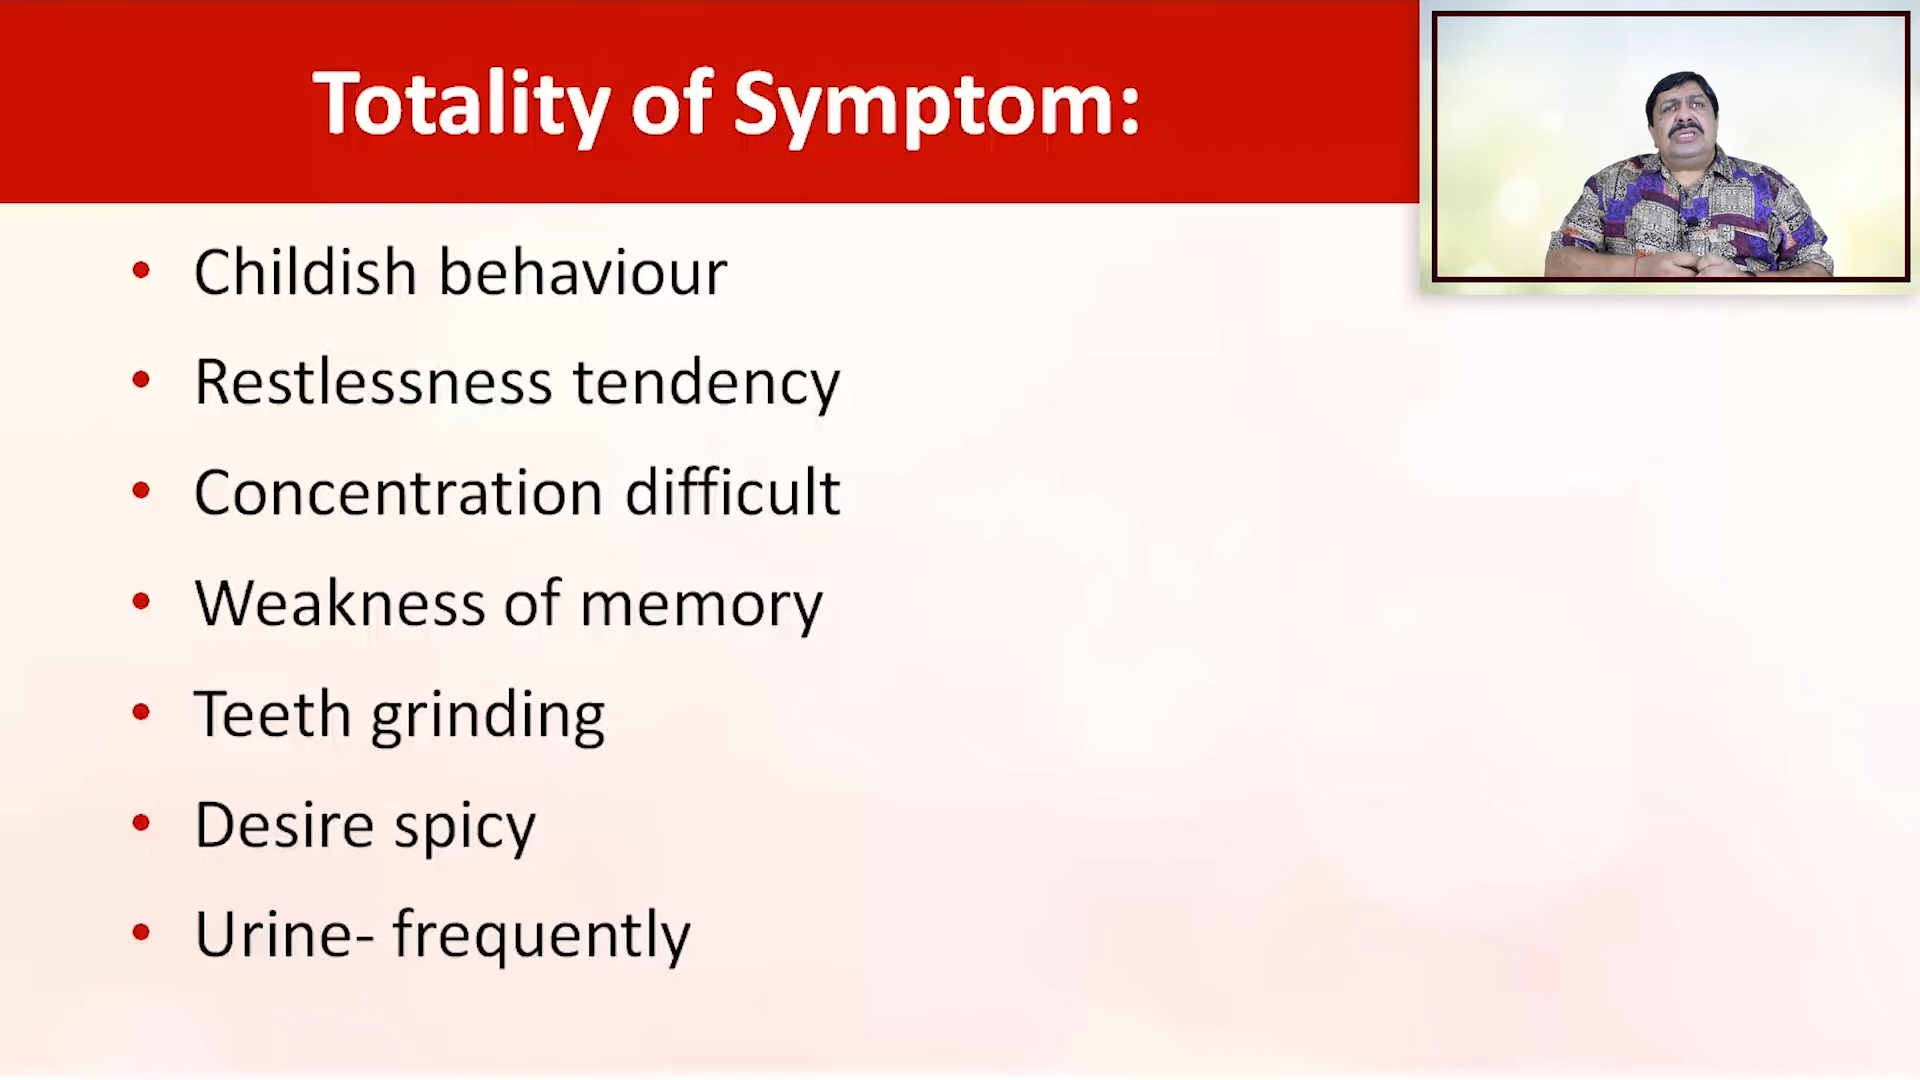 Totality of Symptom:
• Childish behaviour
• Restlessness tendency
• Concentration difficult
• Weakness of memory
• Teeth grinding
• Desire spicy
• Urine- frequently